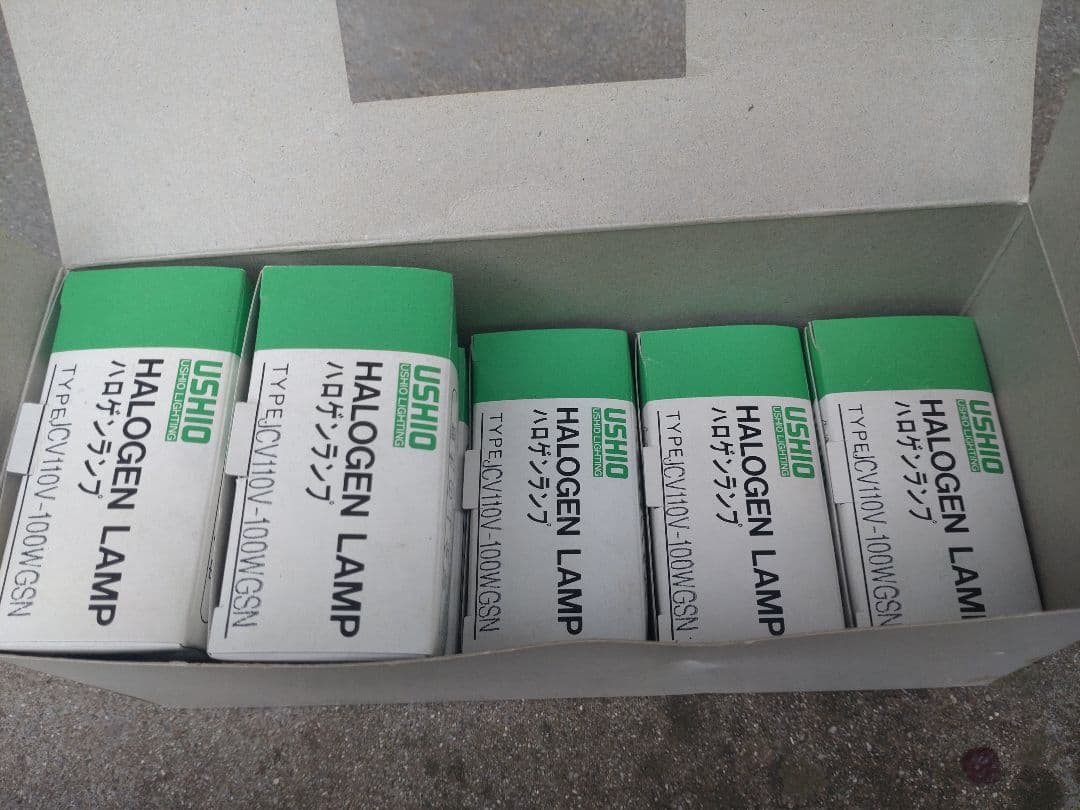 USHIO
USHIO LIGHTING
HALOGEN LAMP
ハロゲンランプ
TYPE JCV110V-100WGSN
USHIO
USHIO LIGHTING
HALOGEN LAMP
ハロゲンランプ
TYPE JCV110V-100WGSN
USHIO
USHIO LIGHTING
HALOGEN LAMP
ハロゲンランプ
TYPE JCV110V-100WGSN
USHIO
USHIO LIGHTING
HALOGEN LAMP
ハロゲンランプ
TYPE JCV110V-100WGSN
USHIO
USHIO LIGHTING
HALOGEN LAM
ハロゲンランプ
TYPE JCV110V-100WGSN